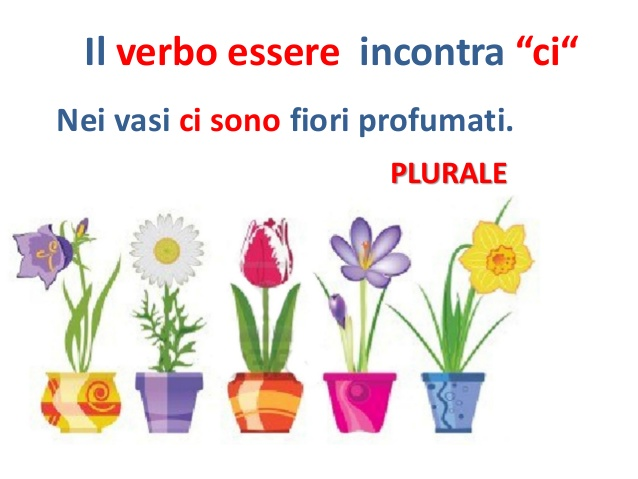 Il verbo essere incontra “ci“
Nei vasi ci sono fiori profumati.
PLURALE